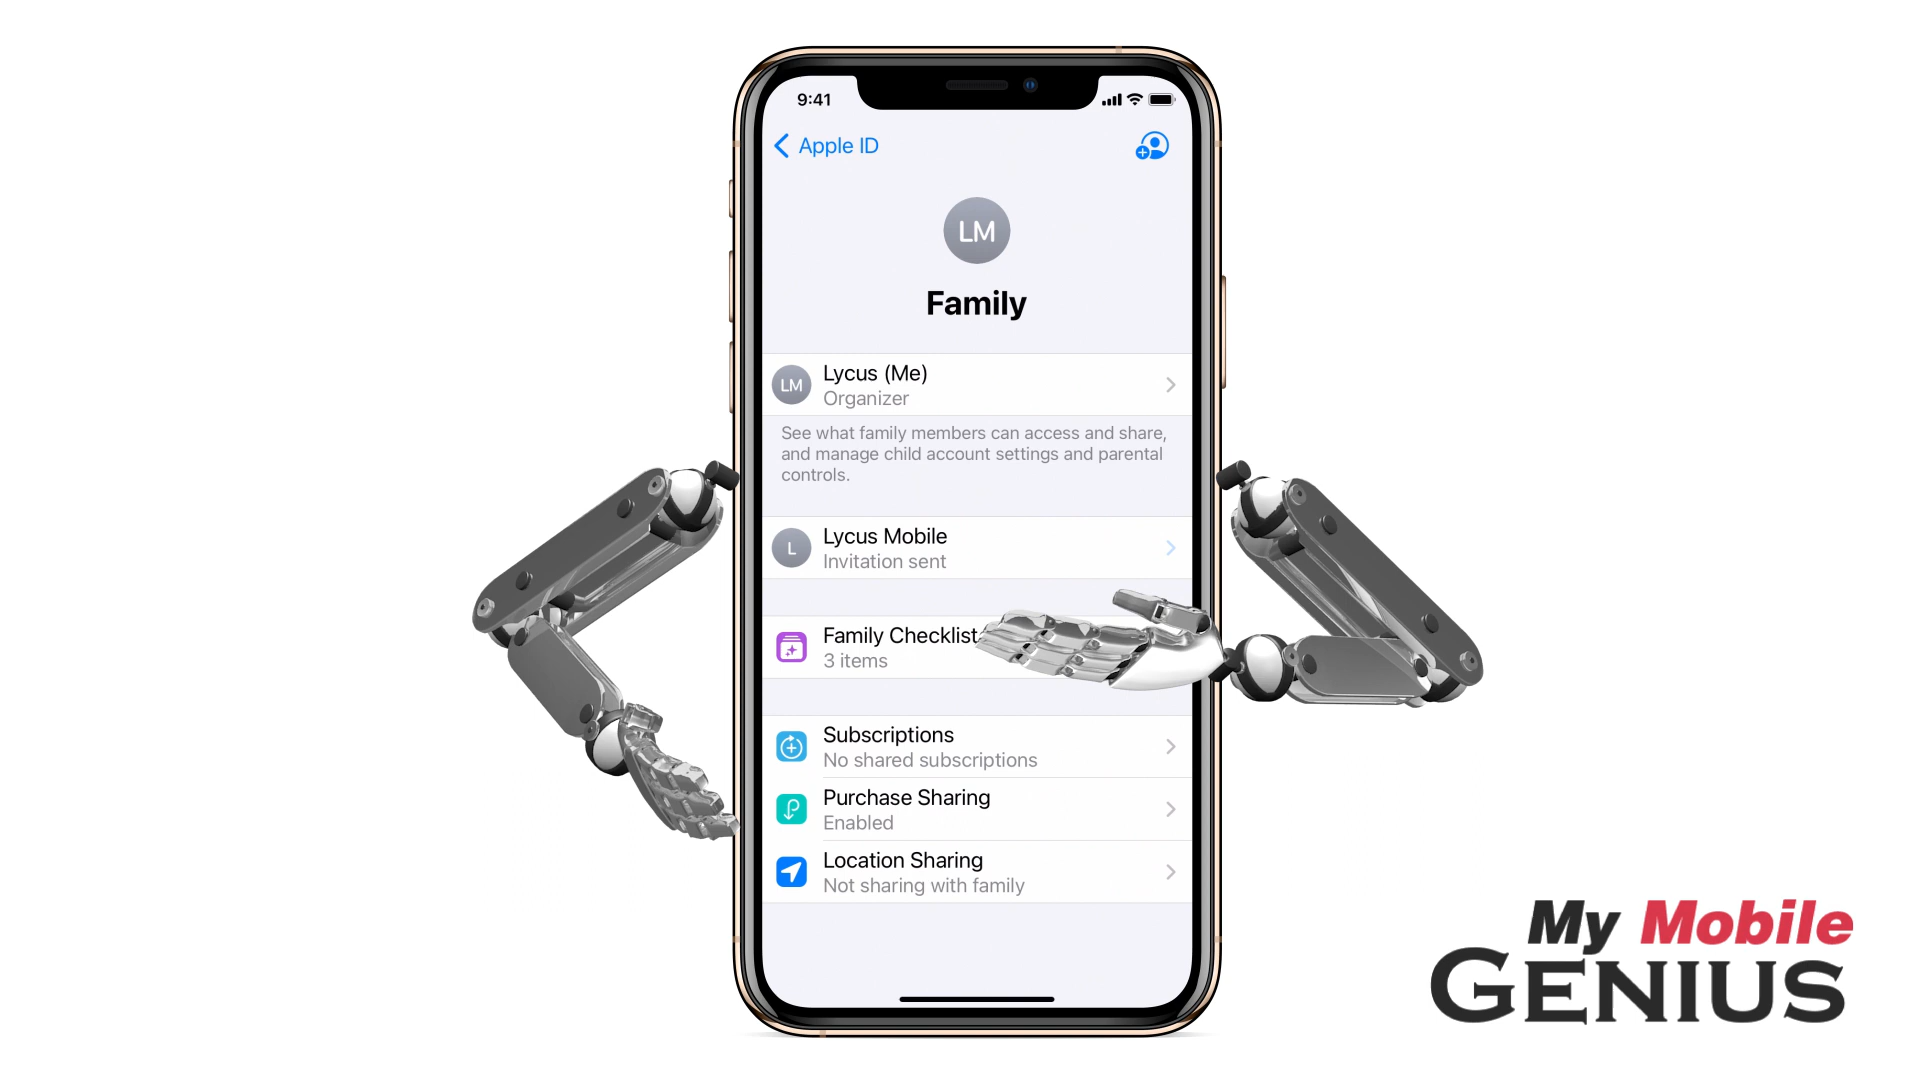 9:41
Apple ID
LM
Family
LM
Lycus (Me)
Organizer
See what family members can access and share,
and manage child account settings and parental
controls.
L
Lycus Mobile
Invitation sent
Family Checklist
3 items
Subscriptions
No shared subscriptions
Purchase Sharing
Enabled
Location Sharing
Not sharing with family
My Mobile
GENIUS